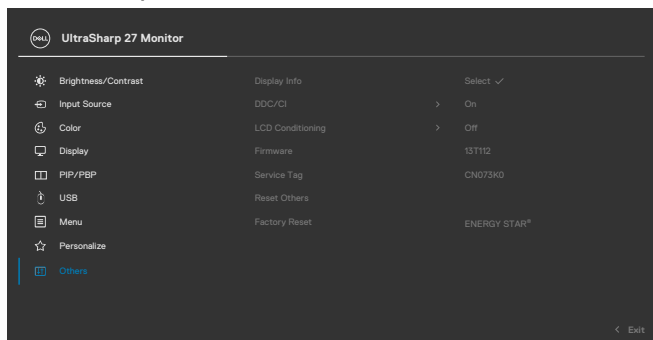 DELL UltraSharp 27 Monitor
Brightness/Contrast Display Info Select ✓
Input Source DDC/CI > On
Color LCD Conditioning > Off
Display Firmware 13T112
PIP/PBP Service Tag CN073K0
USB Reset Others
Menu Factory Reset ENERGY STAR®
Personalize
Others
< Exit